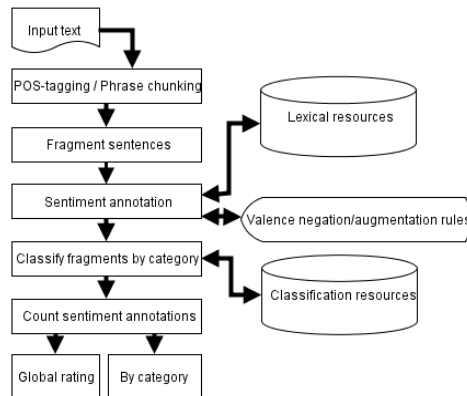 Input text
POS-tagging / Phrase chunking
Lexical resources
Fragment sentences
Sentiment annotation
Valence negation/augmentation rules
Classify fragments by category
Classification resources
Count sentiment annotations
Global rating
By category